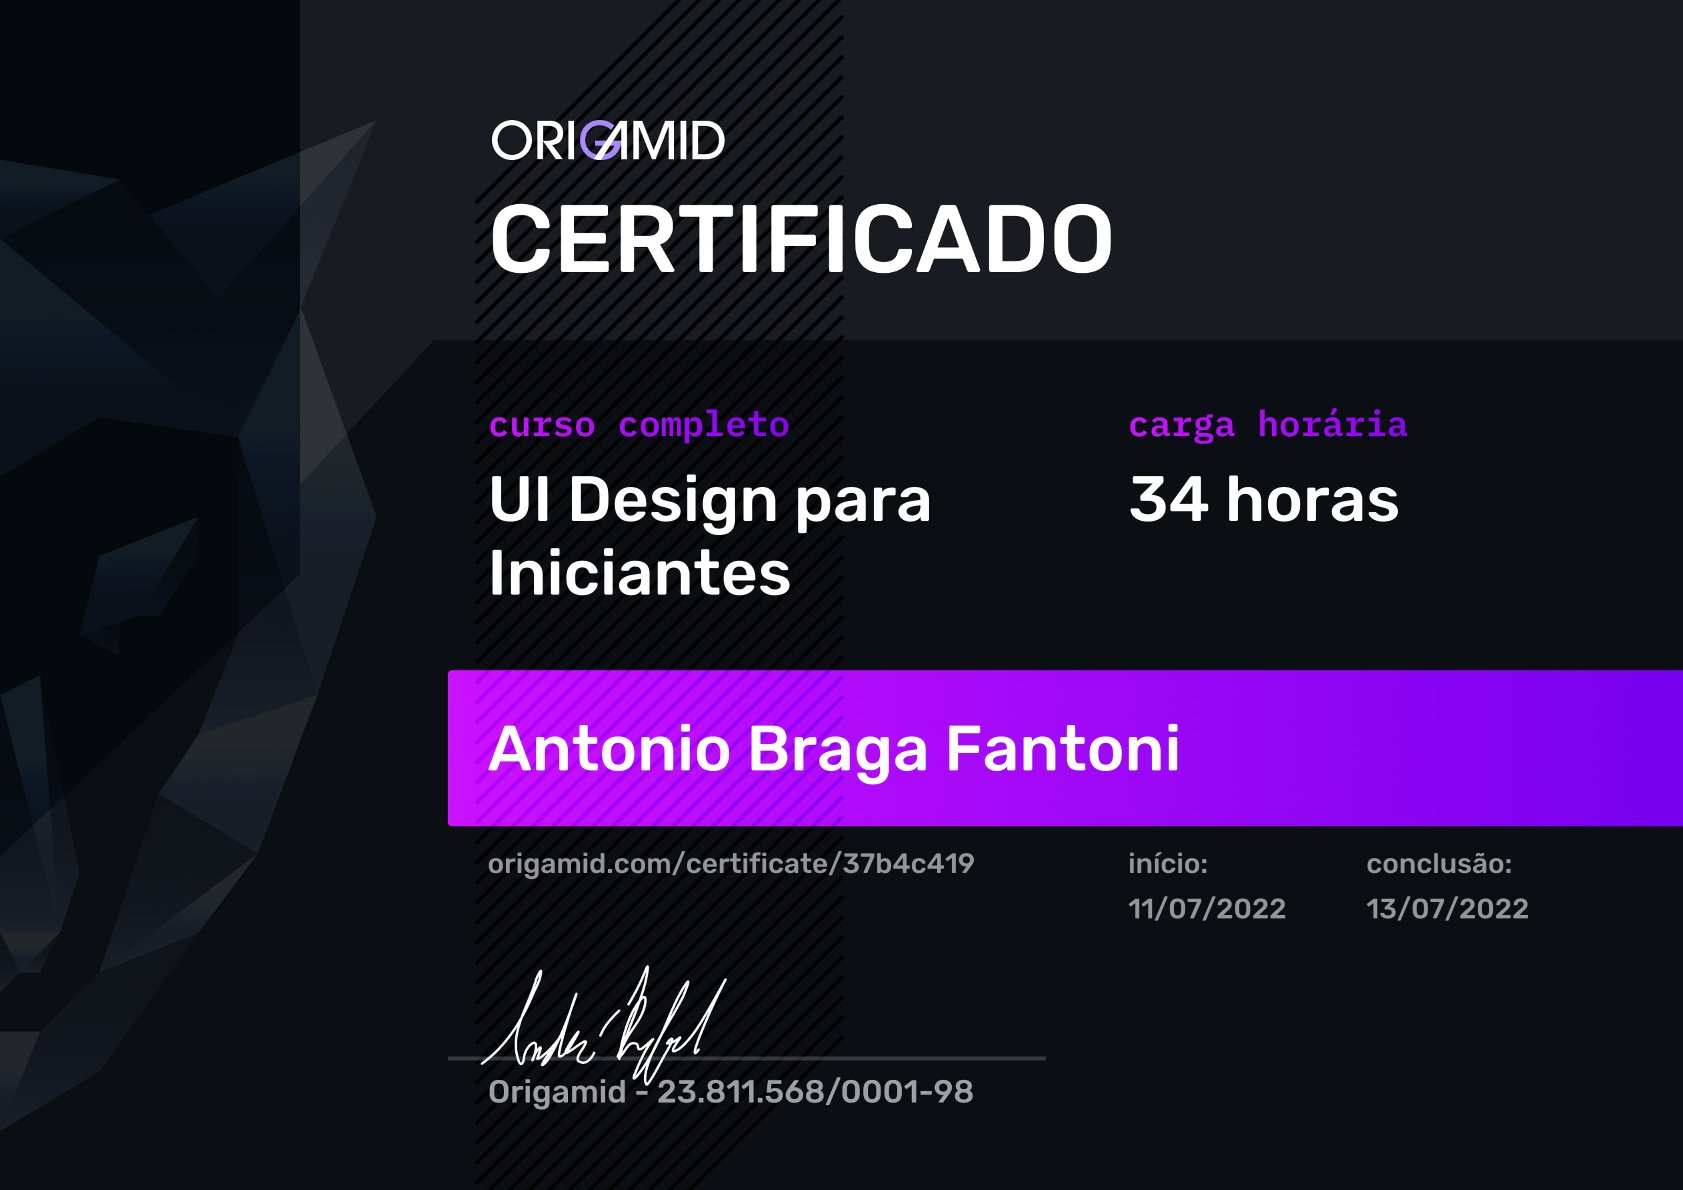 ORIGAMID
CERTIFICADO
curso completo
UI Design para
Iniciantes
carga horária
34 horas
Antonio Braga Fantoni
origamid.com/certificate/37b4c419
início:
11/07/2022
conclusão:
13/07/2022
Origamid - 23.811.568/0001-98